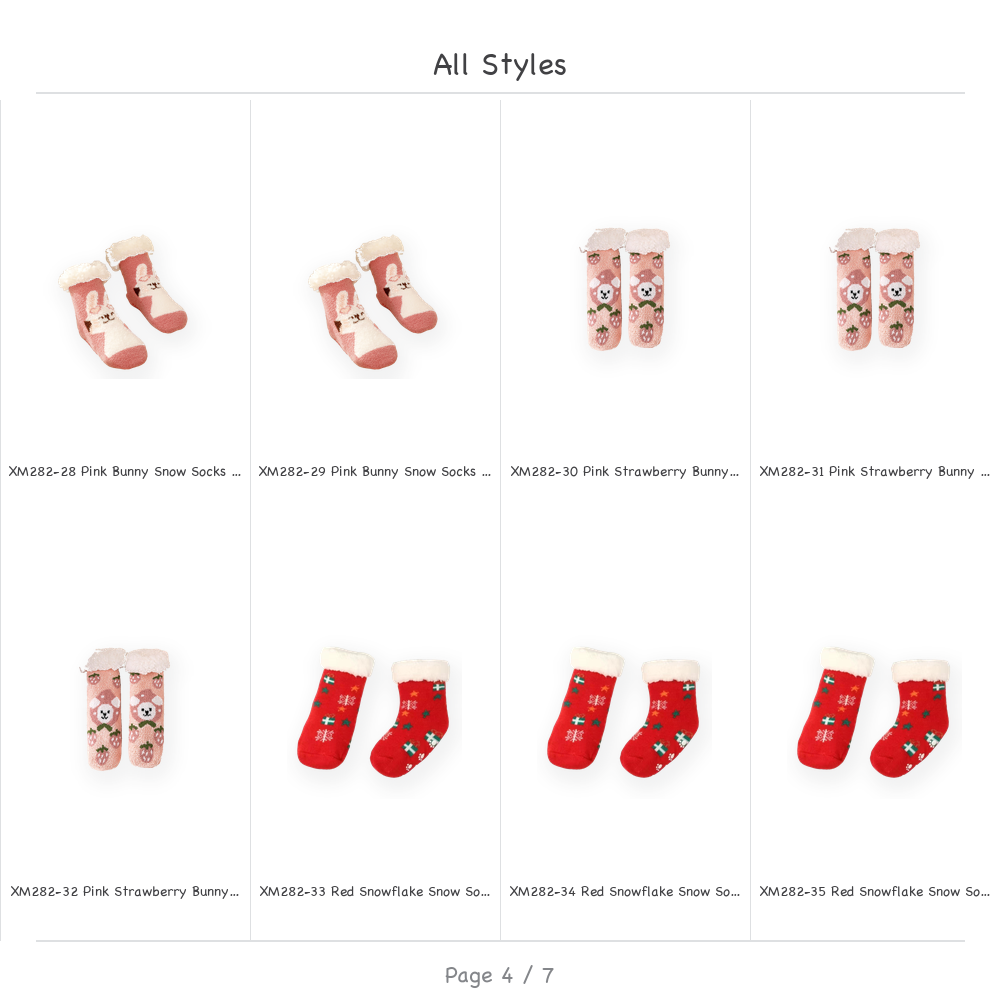 All Styles
XM282-28 Pink Bunny Snow Socks ...
XM282-29 Pink Bunny Snow Socks ...
XM282-30 Pink Strawberry Bunny...
XM282-31 Pink Strawberry Bunny ...
XM282-32 Pink Strawberry Bunny...
XM282-33 Red Snowflake Snow So...
XM282-34 Red Snowflake Snow So...
XM282-35 Red Snowflake Snow So...
Page 4 / 7